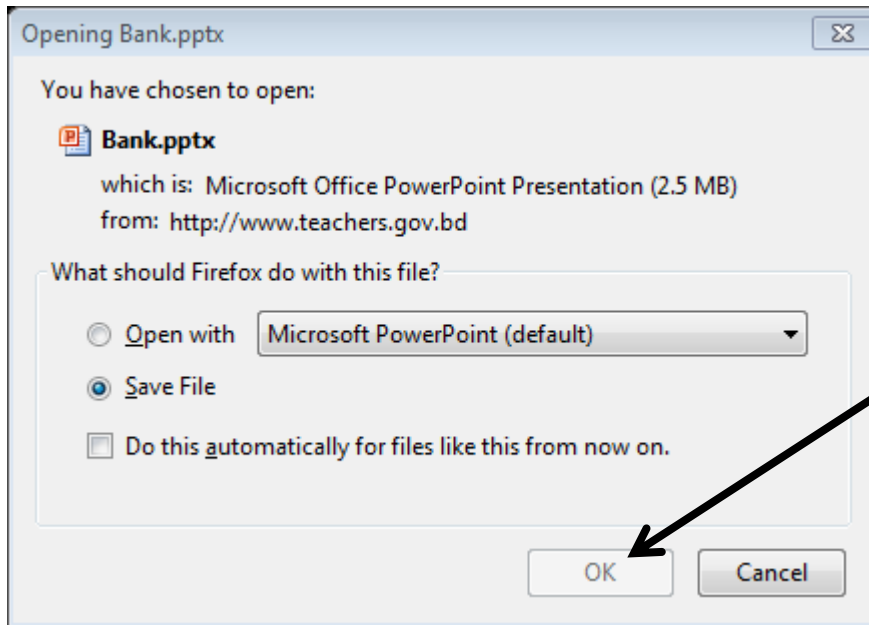 Opening Bank.pptx
You have chosen to open:
Bank.pptx
which is: Microsoft Office PowerPoint Presentation (2.5 MB)
from: http://www.teachers.gov.bd
What should Firefox do with this file?
Open with Microsoft PowerPoint (default)
Save File
Do this automatically for files like this from now on.
OK Cancel